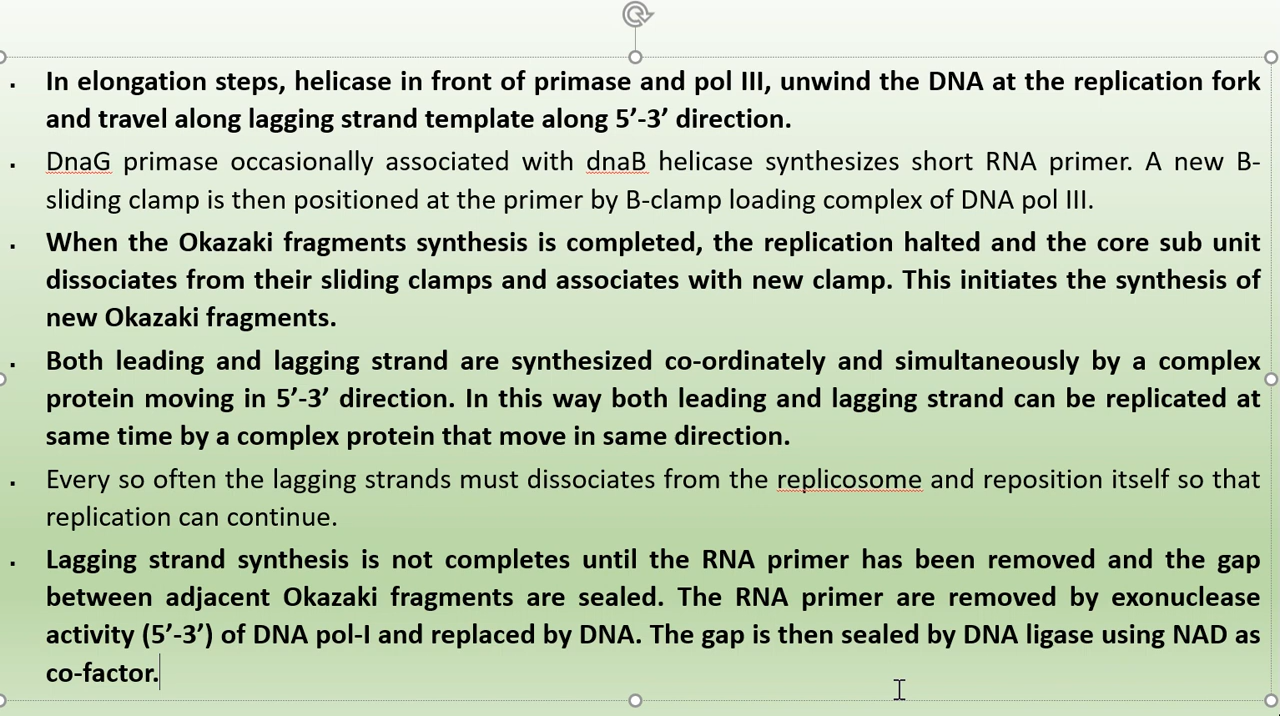 In elongation steps, helicase in front of primase and pol III, unwind the DNA at the replication fork
and travel along lagging strand template along 5’-3’ direction.
DnaG primase occasionally associated with dnaB helicase synthesizes short RNA primer. A new B-
sliding clamp is then positioned at the primer by B-clamp loading complex of DNA pol III.
When the Okazaki fragments synthesis is completed, the replication halted and the core sub unit
dissociates from their sliding clamps and associates with new clamp. This initiates the synthesis of
new Okazaki fragments.
Both leading and lagging strand are synthesized co-ordinately and simultaneously by a complex
protein moving in 5’-3’ direction. In this way both leading and lagging strand can be replicated at
same time by a complex protein that move in same direction.
Every so often the lagging strands must dissociates from the replicosome and reposition itself so that
replication can continue.
Lagging strand synthesis is not completes until the RNA primer has been removed and the gap
between adjacent Okazaki fragments are sealed. The RNA primer are removed by exonuclease
activity (5’-3’) of DNA pol-I and replaced by DNA. The gap is then sealed by DNA ligase using NAD as
co-factor.